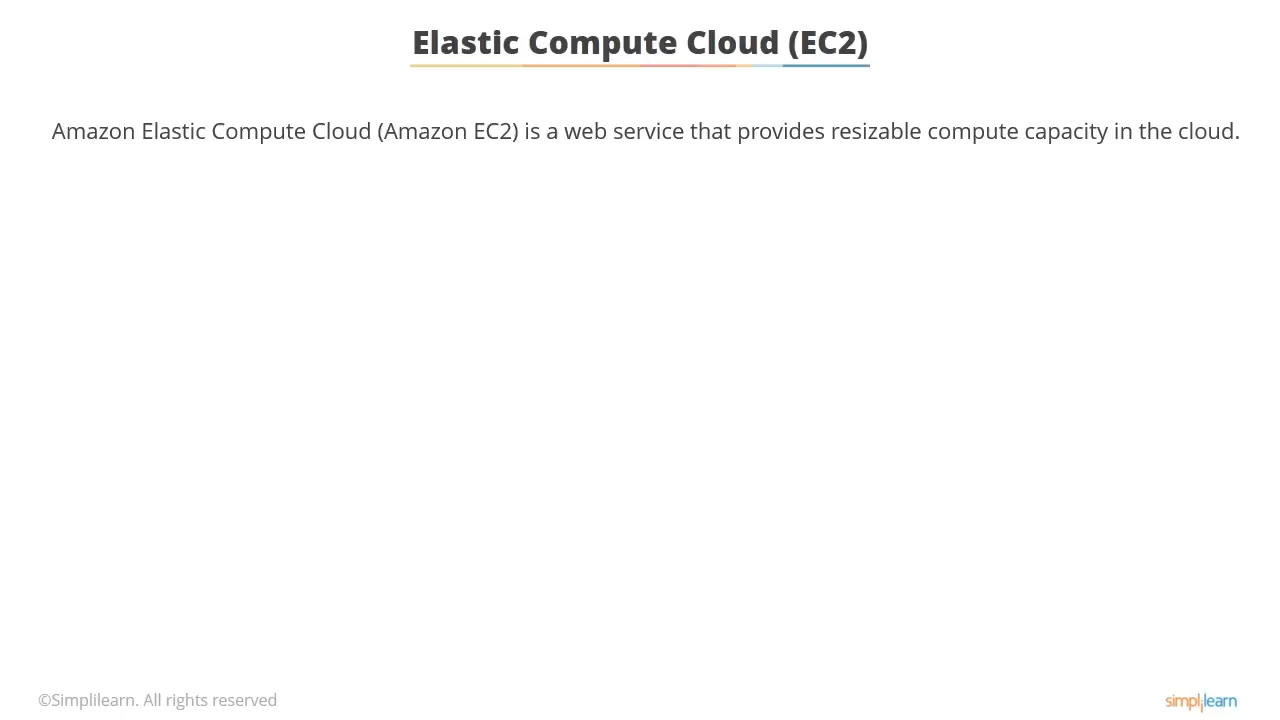 Elastic Compute Cloud (EC2)
Amazon Elastic Compute Cloud (Amazon EC2) is a web service that provides resizable compute capacity in the cloud.
©Simplilearn. All rights reserved
simplilearn